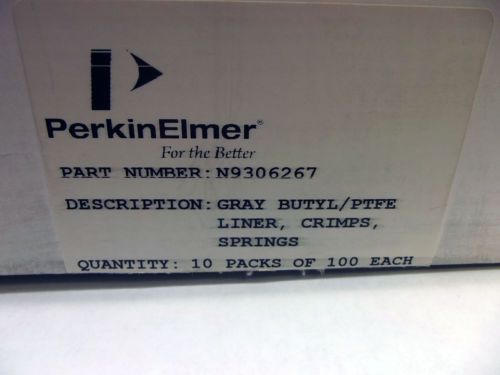 PerkinElmer®
For the Better
PART NUMBER: N9306267
DESCRIPTION: GRAY BUTYL/PTFE
LINER, CRIMPS,
SPRINGS
QUANTITY: 10 PACKS OF 100 EACH